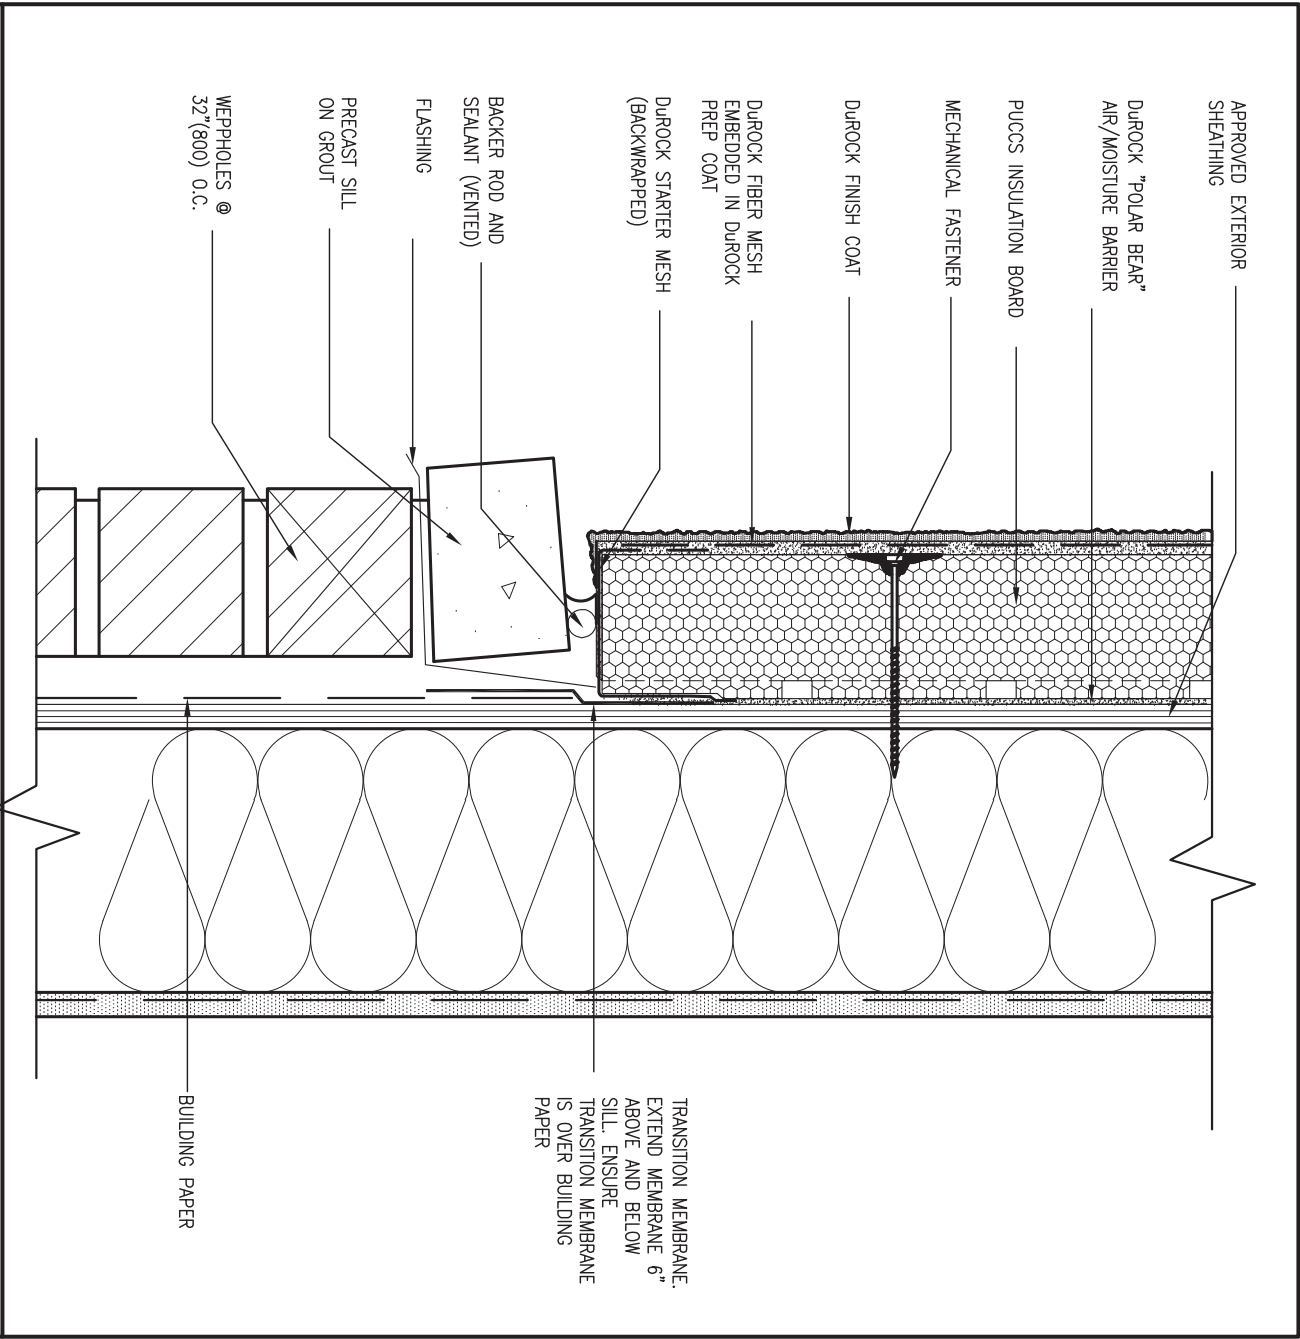 APPROVED EXTERIOR
SHEATHING
DuROCK "POLAR BEAR"
AIR/MOISTURE BARRIER
PUCCS INSULATION BOARD
MECHANICAL FASTENER
DuROCK FINISH COAT
DuROCK FIBER MESH
EMBEDDED IN DuROCK
PREP COAT
DuROCK STARTER MESH
(BACKWRAPPED)
BACKER ROD AND
SEALANT (VENTED)
FLASHING
PRECAST SILL
ON GROUT
WEPPHOLES @
32"(800) O.C.
TRANSITION MEMBRANE.
EXTEND MEMBRANE 6"
ABOVE AND BELOW
SILL. ENSURE
TRANSITION MEMBRANE
IS OVER BUILDING
PAPER
BUILDING PAPER